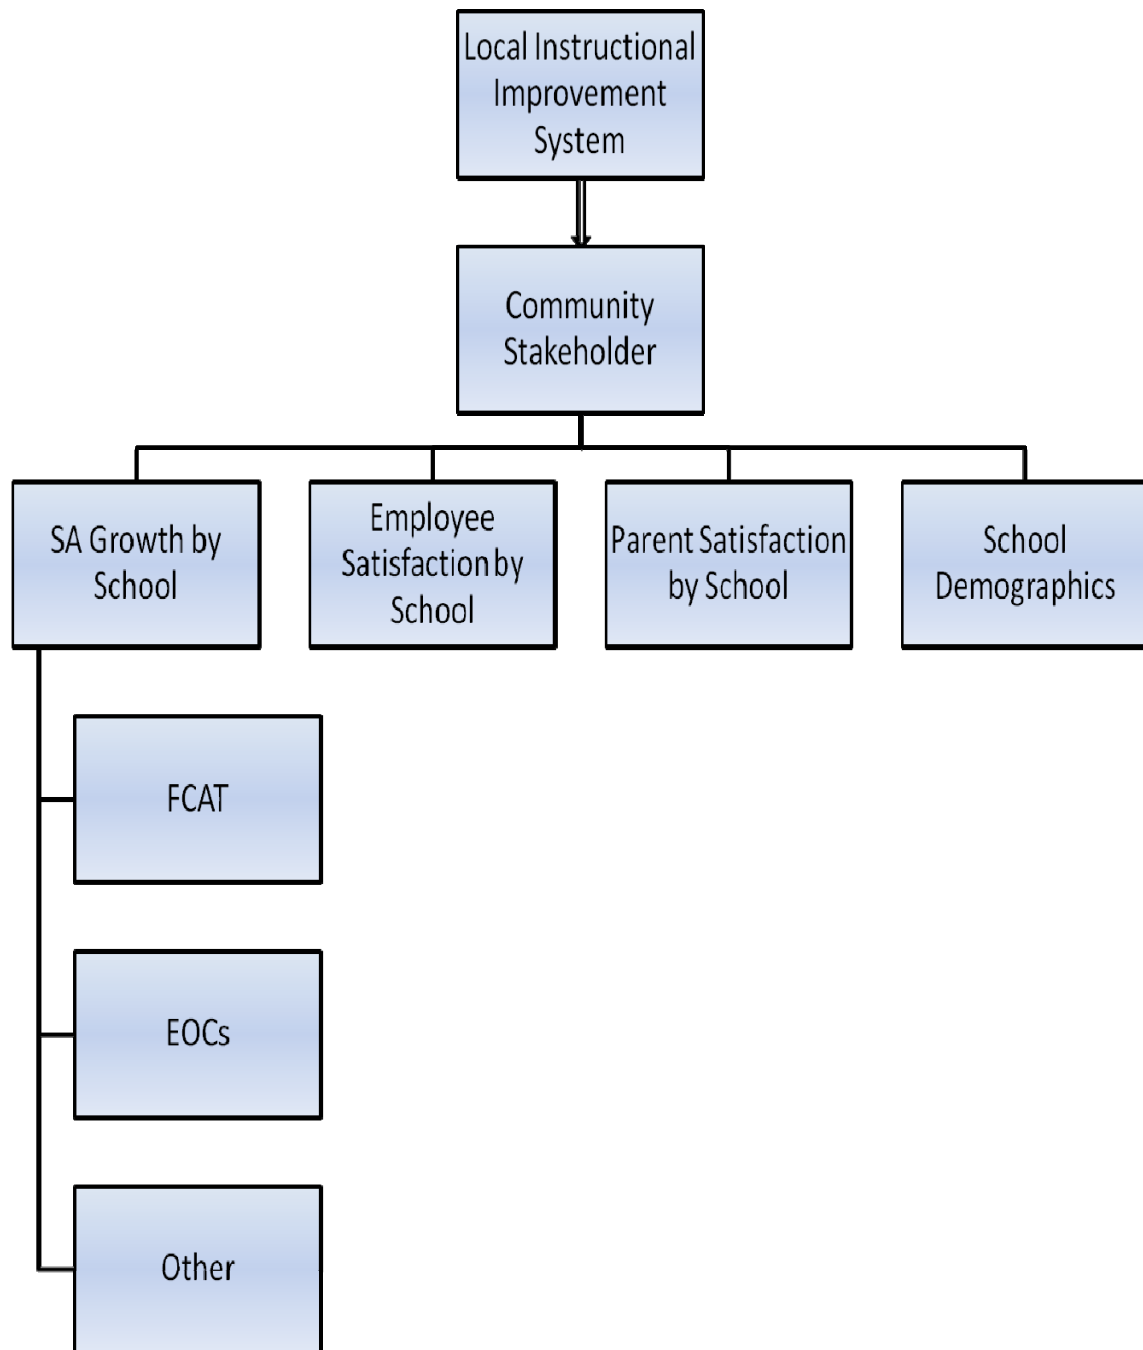 Local Instructional
Improvement
System
Community
Stakeholder
SA Growth by
School
Employee
Satisfaction by
School
Parent Satisfaction
by School
School
Demographics
FCAT
EOCs
Other